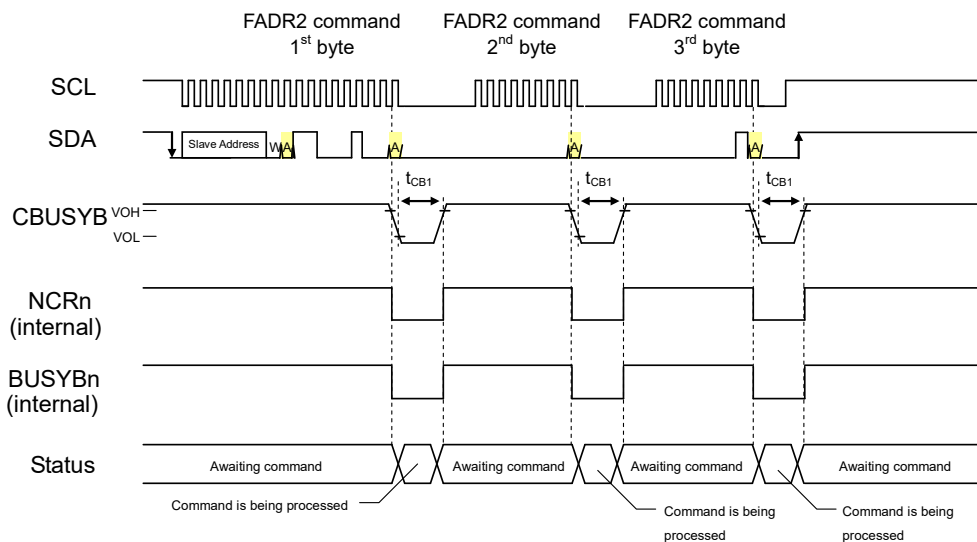 FADR2 command
1st byte
FADR2 command
2nd byte
FADR2 command
3rd byte
SCL
SDA
Slave Address
W
A
A
A
A
tCB1
tCB1
tCB1
CBUSYB
VOH
VOL
NCRn
(internal)
BUSYBn
(internal)
Status
Awaiting command
Awaiting command
Awaiting command
Awaiting command
Command is being processed
Command is being
processed
Command is being
processed